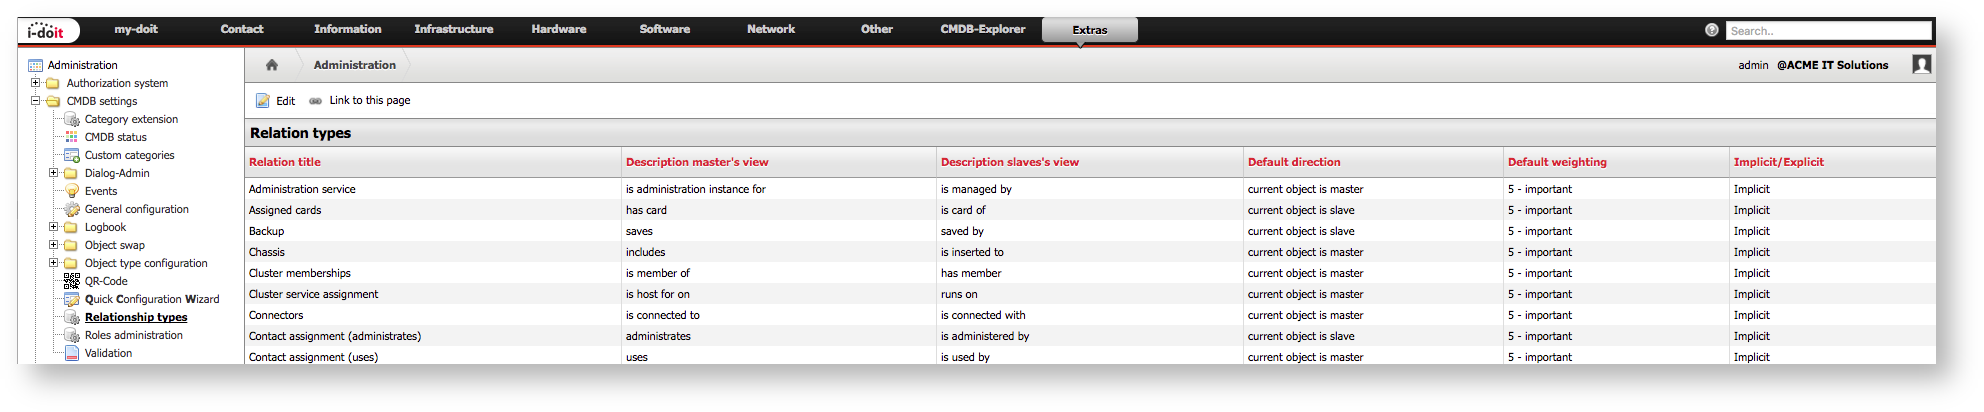 i-doit my-doit Contact Information Infrastructure Hardware Software Network Other CMDB-Explorer Extras ? Search..
Administration
Authorization system
CMDB settings
Category extension
CMDB status
Custom categories
Dialog-Admin
Events
General configuration
Logbook
Object swap
Object type configuration
QR-Code
Quick Configuration Wizard
Relationship types
Roles administration
Validation
Administration admin @ACME IT Solutions
Edit Link to this page
Relation types
Relation title Description master's view Description slaves's view Default direction Default weighting Implicit/Explicit
Administration service is administration instance for is managed by current object is master 5 - important Implicit
Assigned cards has card is card of current object is slave 5 - important Implicit
Backup saves saved by current object is slave 5 - important Implicit
Chassis includes is inserted to current object is master 5 - important Implicit
Cluster memberships is member of has member current object is master 5 - important Implicit
Cluster service assignment is host for on runs on current object is master 5 - important Implicit
Connectors is connected to is connected with current object is master 5 - important Implicit
Contact assignment (administrates) administrates is administered by current object is slave 5 - important Implicit
Contact assignment (uses) uses is used by current object is master 5 - important Implicit